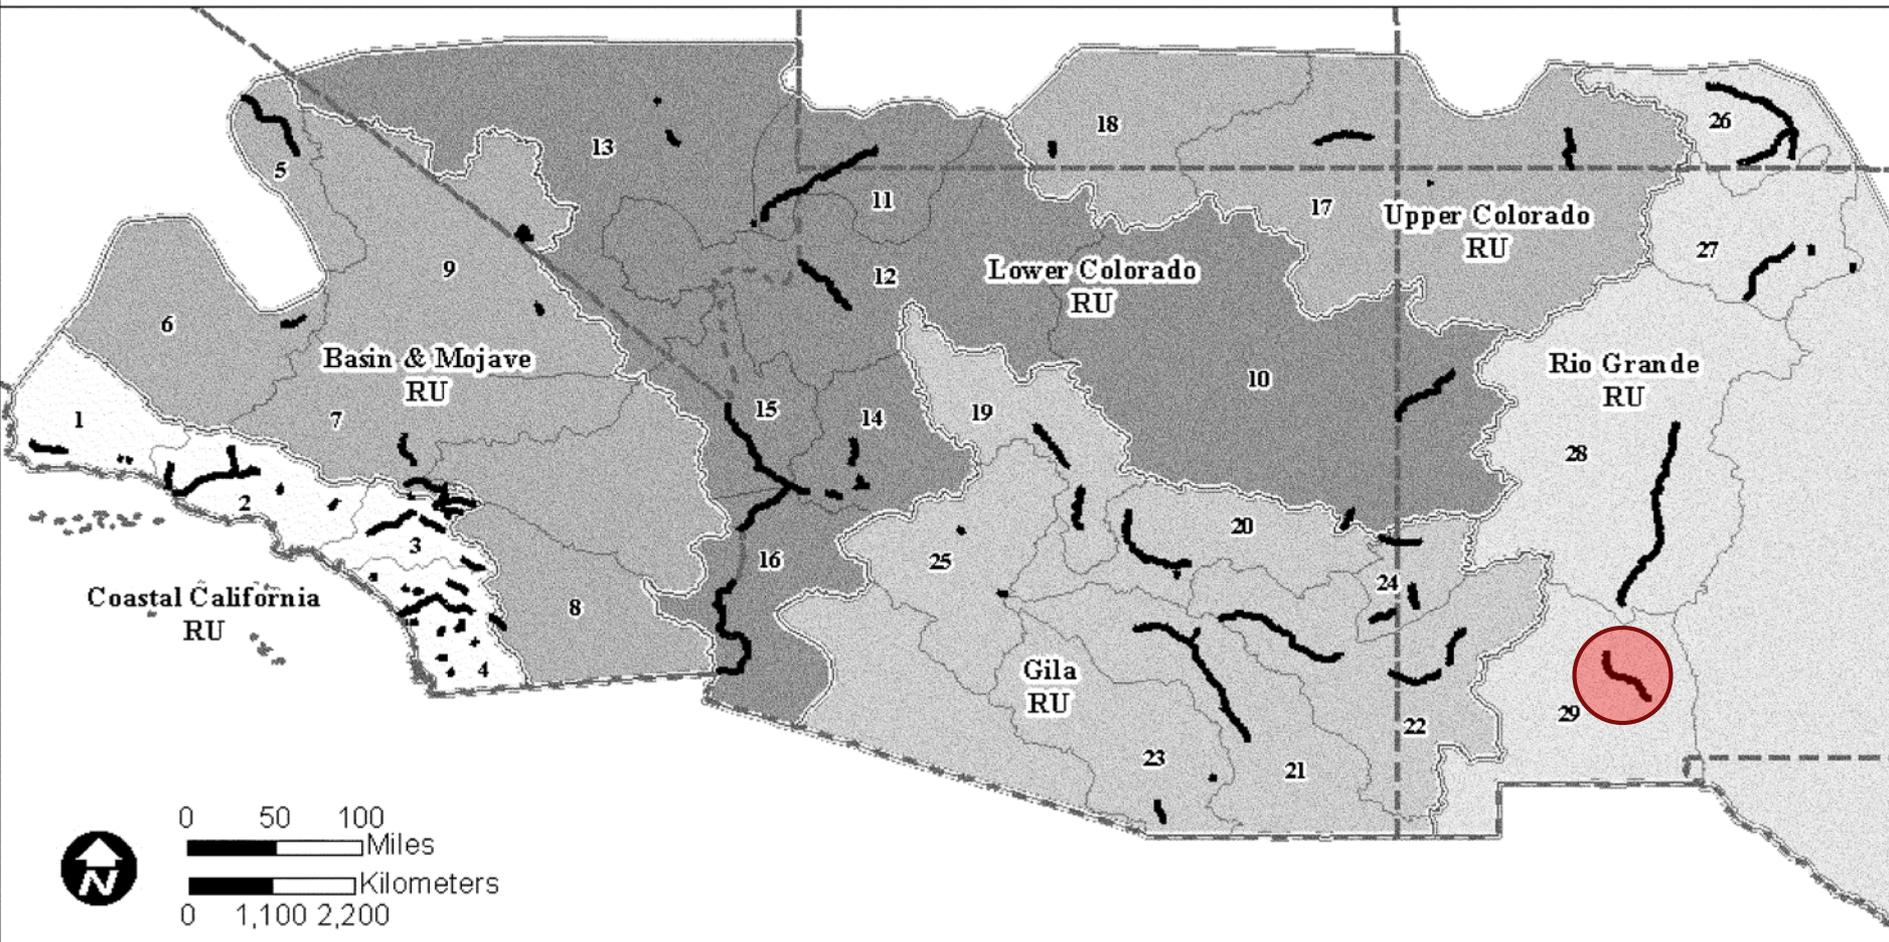 26
18
13
5
11
17
Upper Colorado
RU
27
9
12
Lower Colorado
RU
6
Basin & Mojave
RU
10
Rio Grande
RU
1
7
15
14
19
28
2
3
20
16
25
24
Coastal California
RU
8
4
Gila
RU
29
22
23
21
0 50 100
Miles
Kilometers
0 1,100 2,200
N